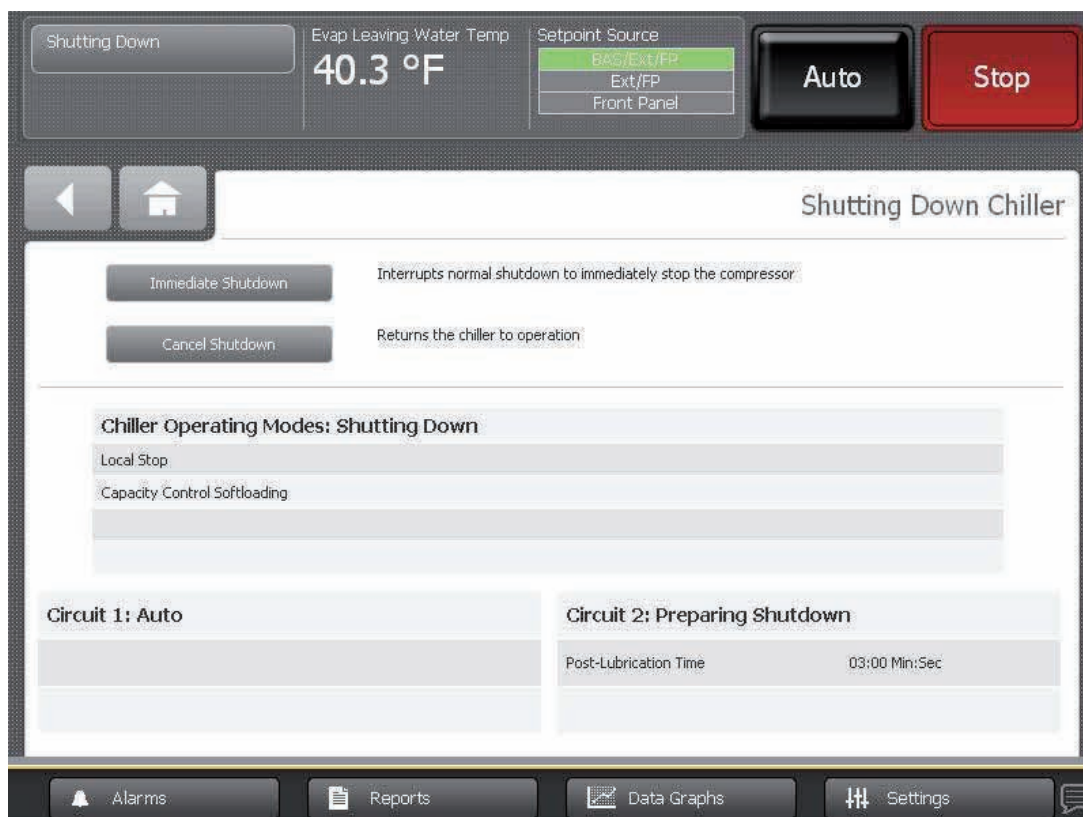 Shutting Down
Evap Leaving Water Temp
40.3 °F
Setpoint Source
BAS/Ext/FP
Ext/FP
Front Panel
Auto
Stop
Shutting Down Chiller
Immediate Shutdown
Interrupts normal shutdown to immediately stop the compressor
Cancel Shutdown
Returns the chiller to operation
Chiller Operating Modes: Shutting Down
Local Stop
Capacity Control Softloading
Circuit 1: Auto
Circuit 2: Preparing Shutdown
Post-Lubrication Time 03:00 Min:Sec
Alarms
Reports
Data Graphs
Settings